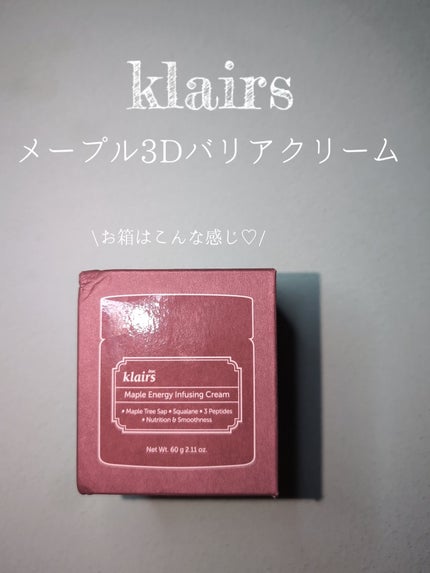 klairs
メープル3Dバリアクリーム
\お箱はこんな感じ♡/
dear,
klairs
Maple Energy Infusing Cream
* Maple Tree Sap * Squalane * 3 Peptides
* Nutrition & Smoothness
Net Wt. 60 g 2.11 oz.